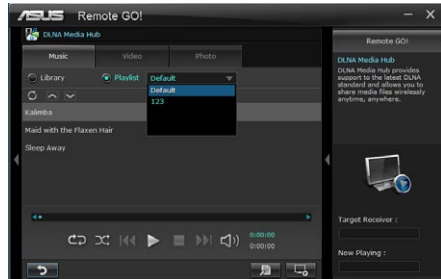 ASUS Remote GO!
DLNA Media Hub
Music Video Photo
Library Playlist Default
Default
123
Kalimba
Maid with the Flaxen Hair
Sleep Away
0:00:00
0:00:00
Remote GO!
DLNA Media Hub
DLNA Media Hub provides
support to the latest DLNA
standard and allows you to
share media files wirelessly
anytime, anywhere.
Target Receiver :
Now Playing :